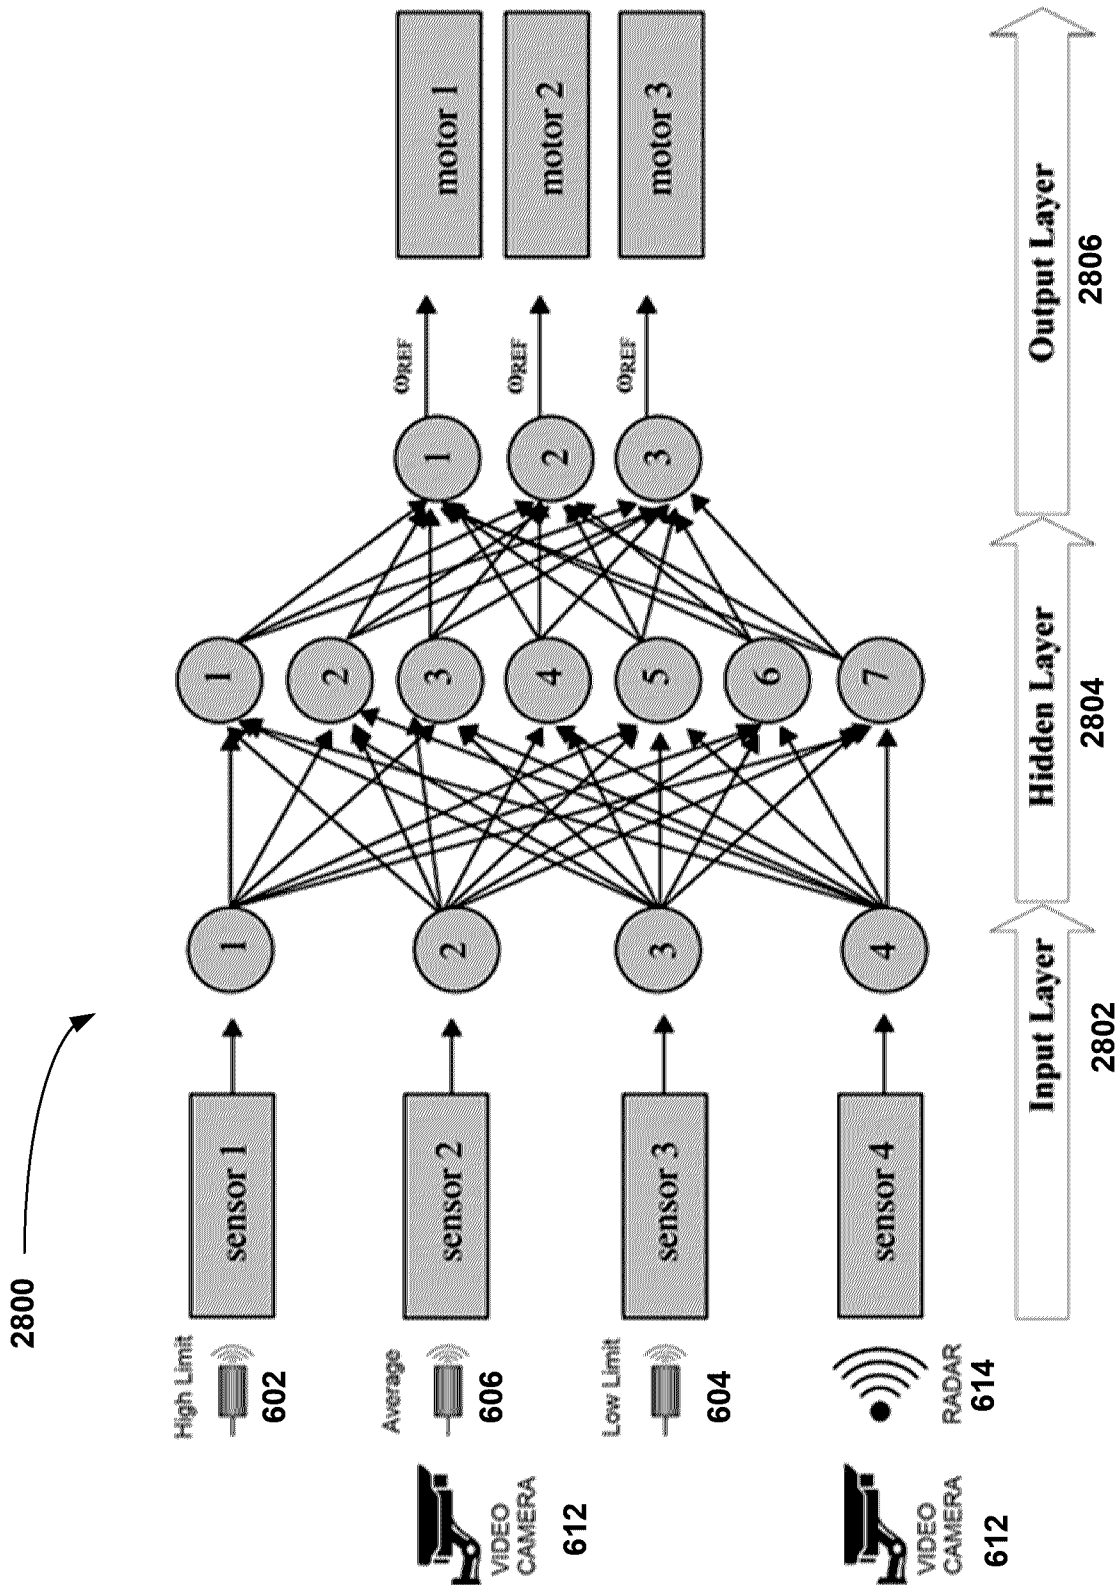 2800
High Limit
602
sensor 1
1
1
Average
606
VIDEO
CAMERA
612
sensor 2
2
2
3
1
motor 1
ωREF
Low Limit
604
sensor 3
3
4
5
2
motor 2
ωREF
RADAR
614
VIDEO
CAMERA
612
sensor 4
4
6
7
3
motor 3
ωREF
Input Layer
2802
Hidden Layer
2804
Output Layer
2806